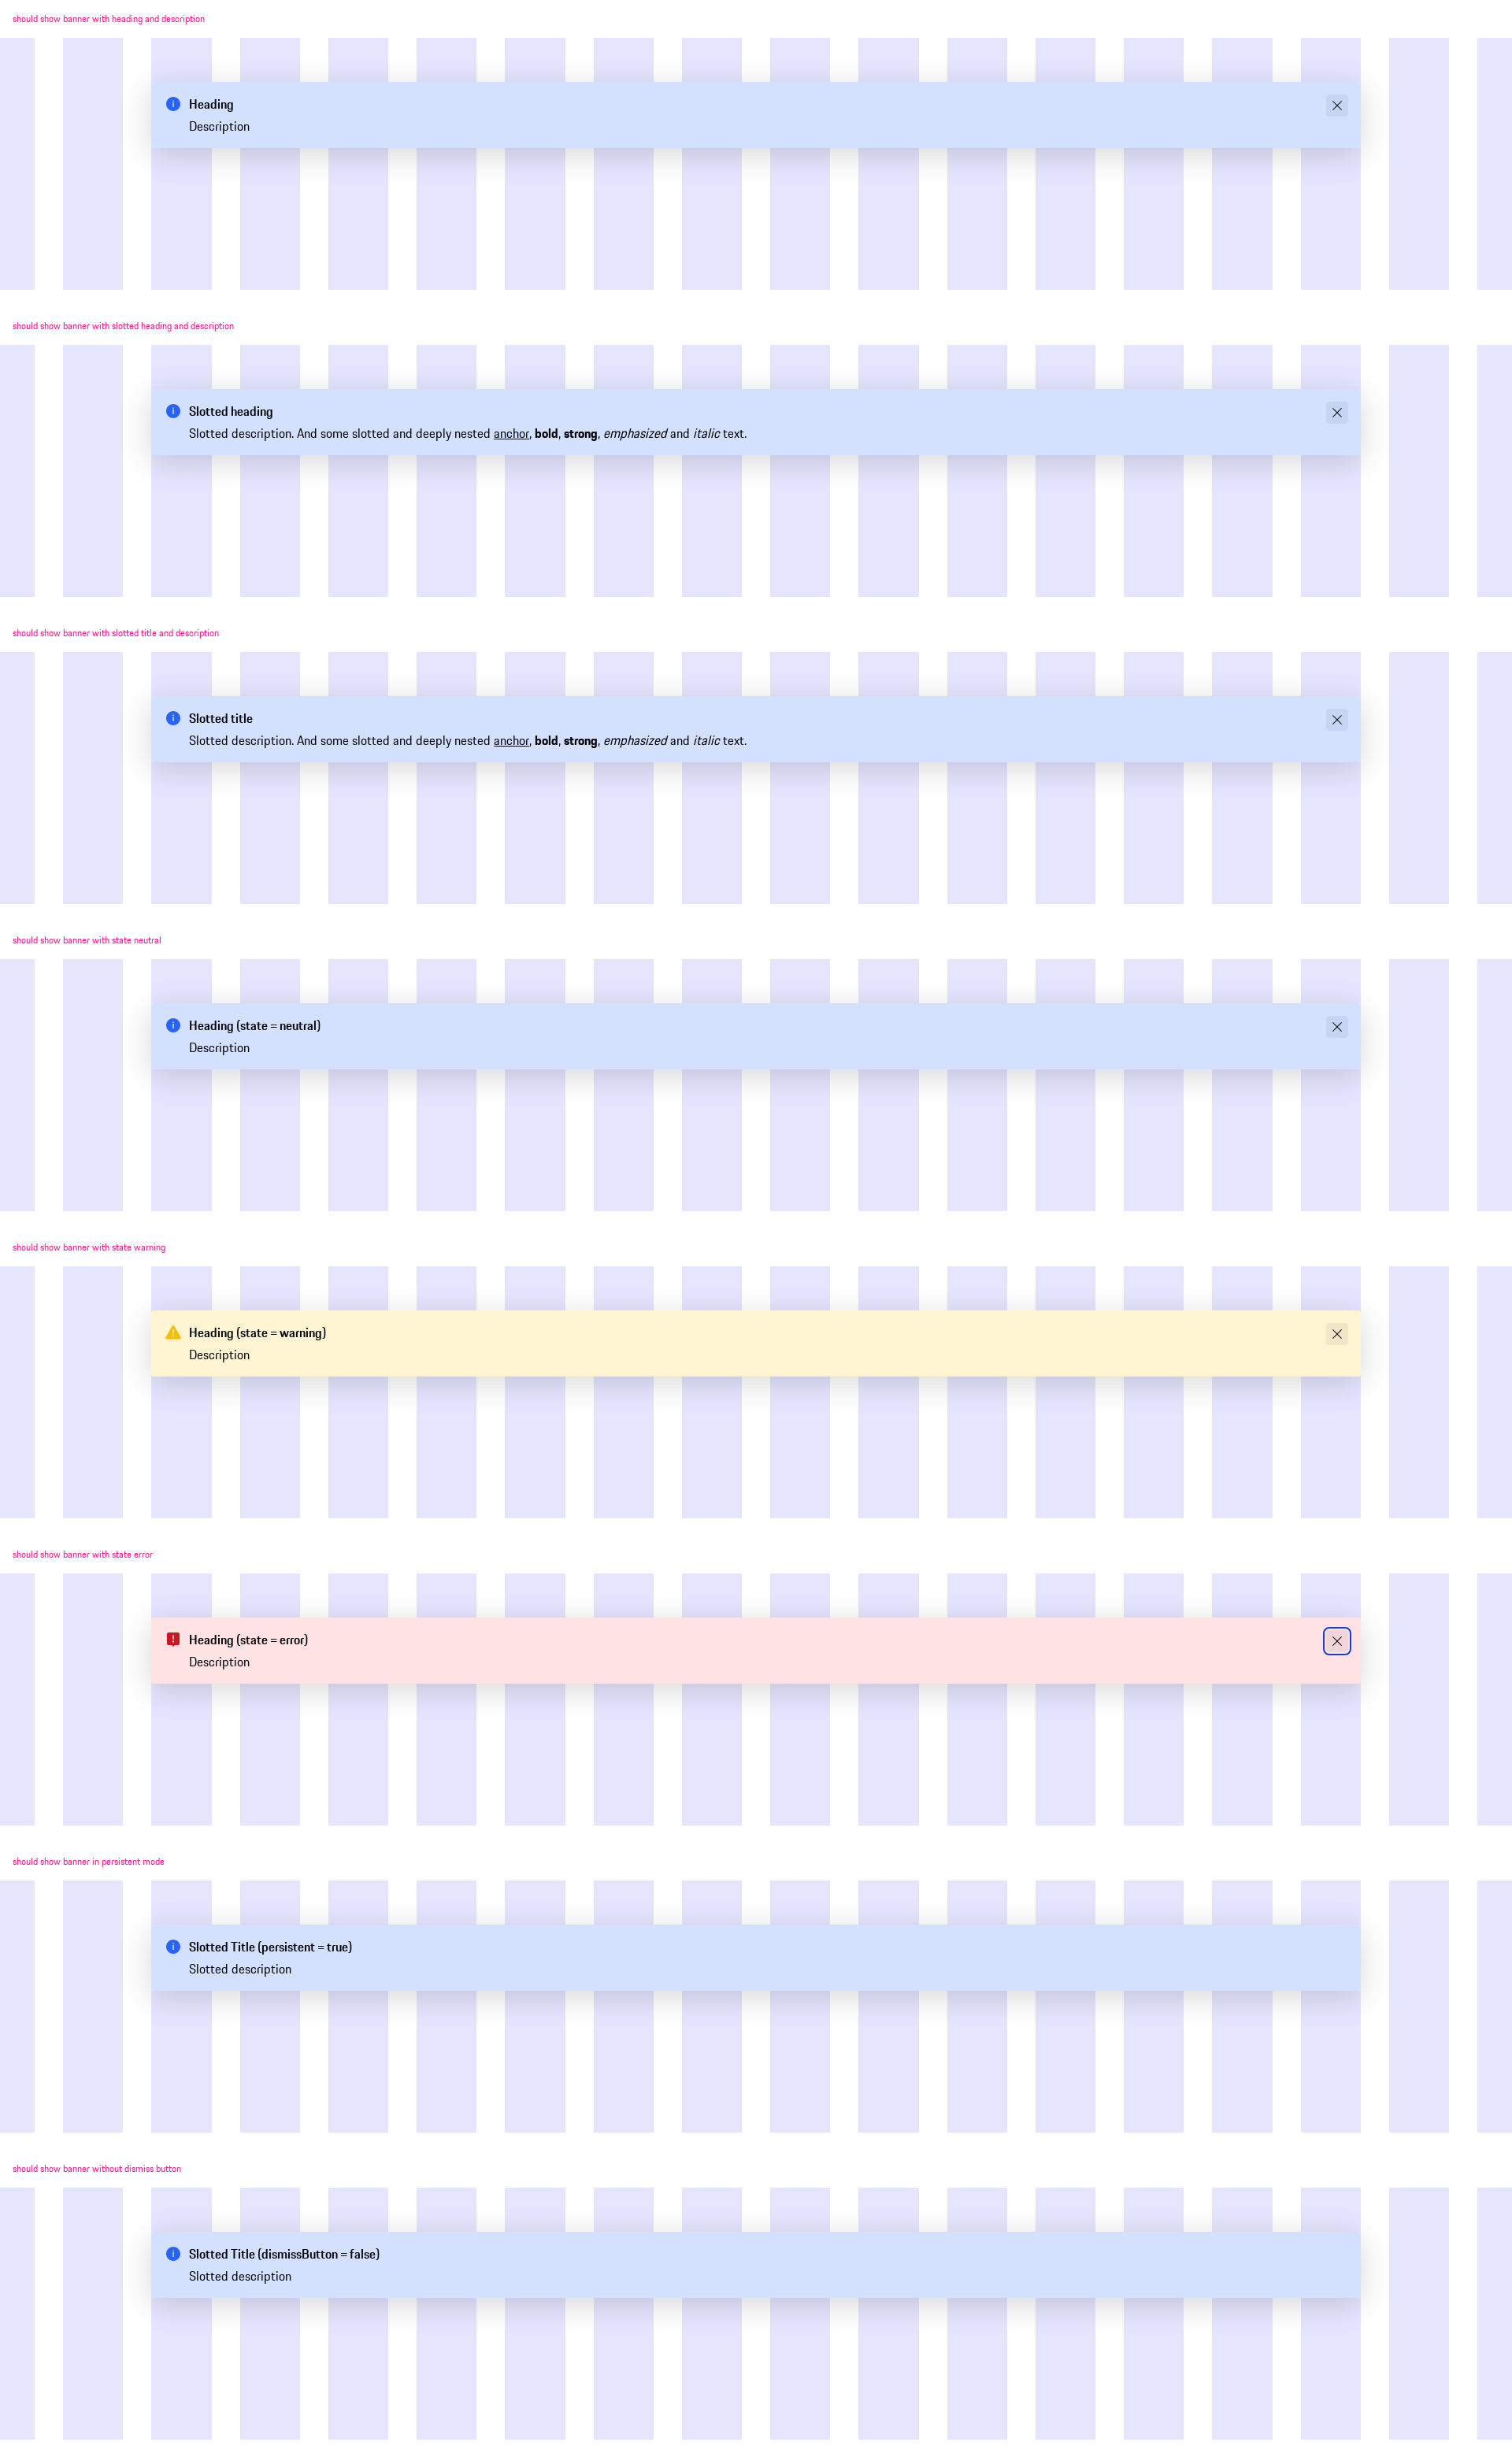 should show banner with heading and description
Heading
Description
should show banner with slotted heading and description
Slotted heading
Slotted description. And some slotted and deeply nested anchor, bold, strong, emphasized and italic text.
should show banner with slotted title and description
Slotted title
Slotted description. And some slotted and deeply nested anchor, bold, strong, emphasized and italic text.
should show banner with state neutral
Heading (state = neutral)
Description
should show banner with state warning
Heading (state = warning)
Description
should show banner with state error
Heading (state = error)
Description
should show banner in persistent mode
Slotted Title (persistent = true)
Slotted description
should show banner without dismiss button
Slotted Title (dismissButton = false)
Slotted description